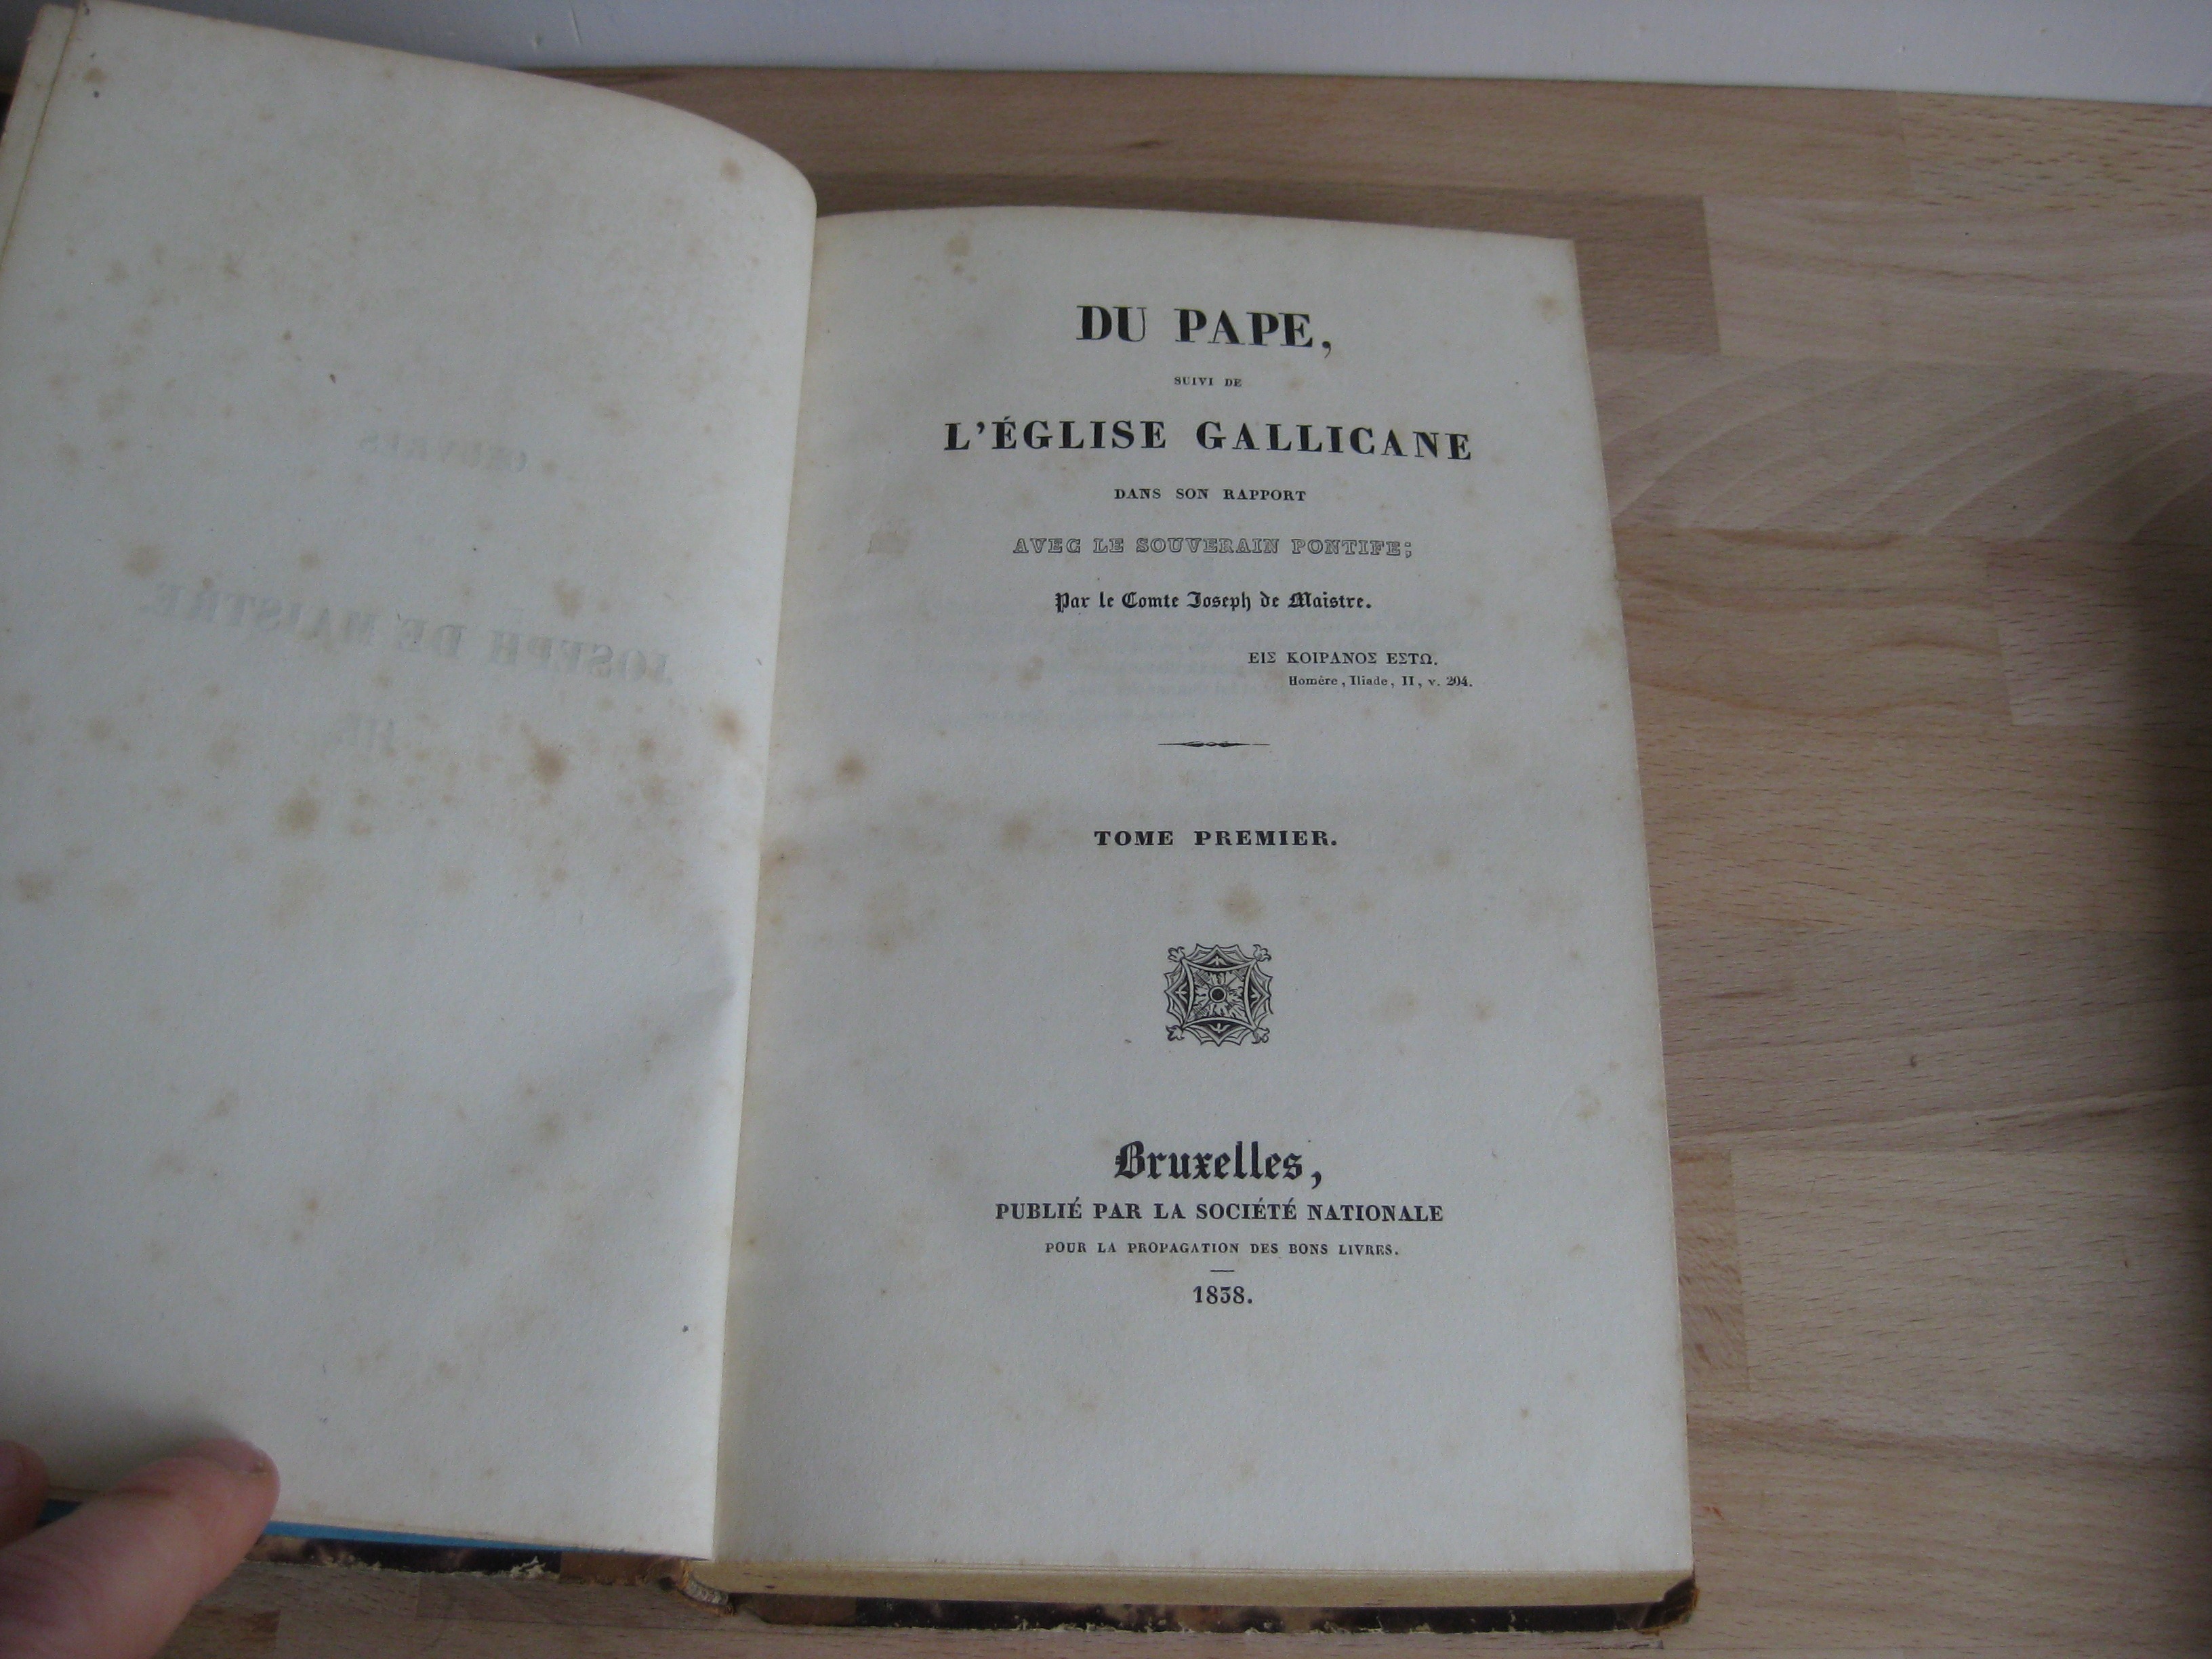 DU PAPE,
SUIVI DE
L'ÉGLISE GALLICANE
DANS SON RAPPORT
AVEC LE SOUVERAIN PONTIFE;
Par le Comte Joseph de Maistre.
ΕΙΣ ΚΟΙΡΑΝΟΣ ΕΣΤΩ.
Homère, Iliade, II, v. 204.
TOME PREMIER.
Bruxelles,
PUBLIÉ PAR LA SOCIÉTÉ NATIONALE
POUR LA PROPAGATION DES BONS LIVRES.
1838.